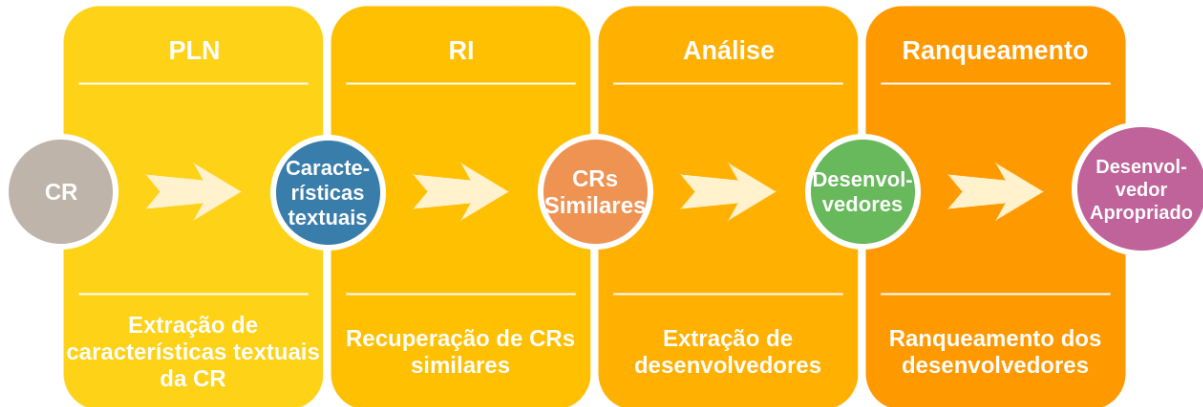 PLN
RI
Análise
Ranqueamento
CR
Caracte-
rísticas
textuais
CRs
Similares
Desenvol-
vedores
Desenvol-
vedor
Apropriado
Extração de
características textuais
da CR
Recuperação de CRs
similares
Extração de
desenvolvedores
Ranqueamento dos
desenvolvedores